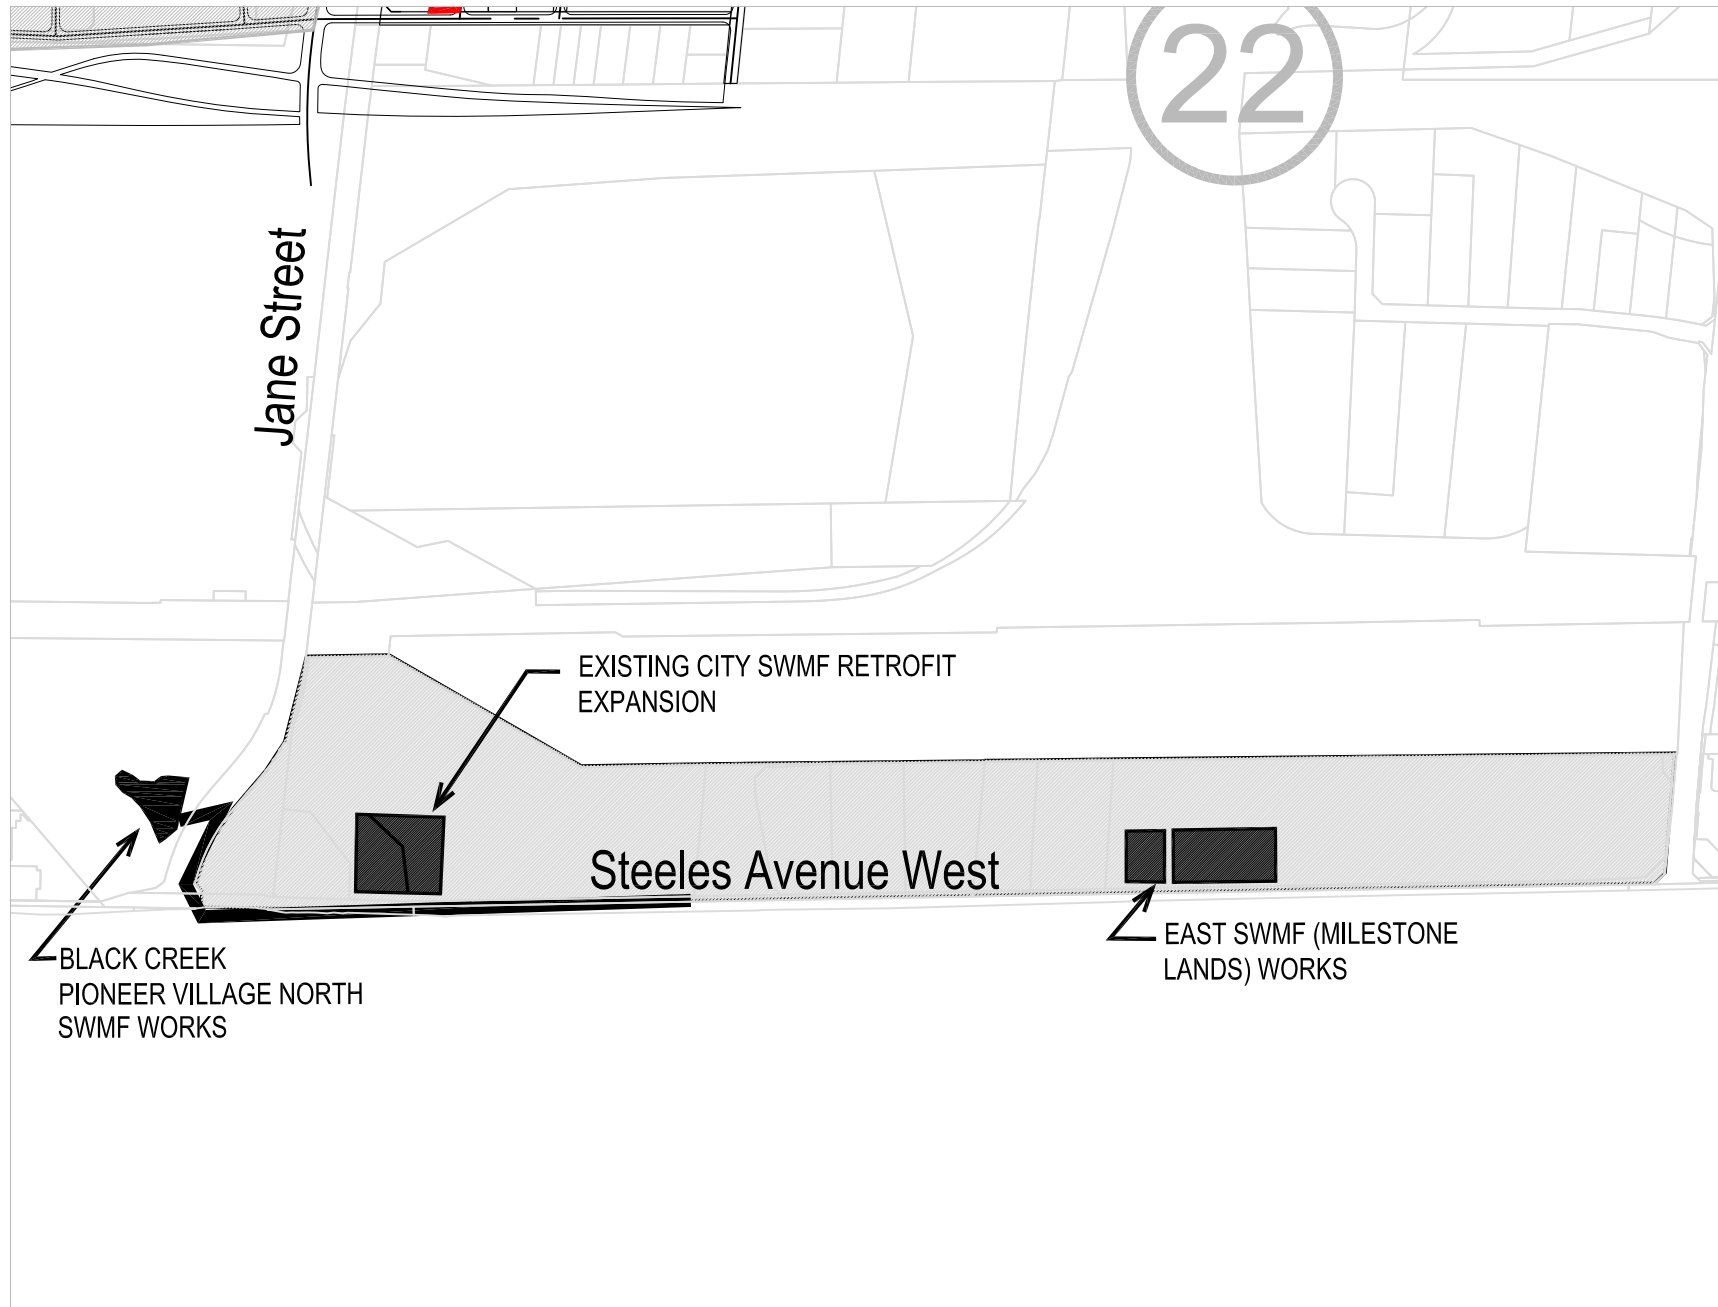 22
Jane Street
EXISTING CITY SWMF RETROFIT
EXPANSION
Steeles Avenue West
BLACK CREEK
PIONEER VILLAGE NORTH
SWMF WORKS
EAST SWMF (MILESTONE
LANDS) WORKS